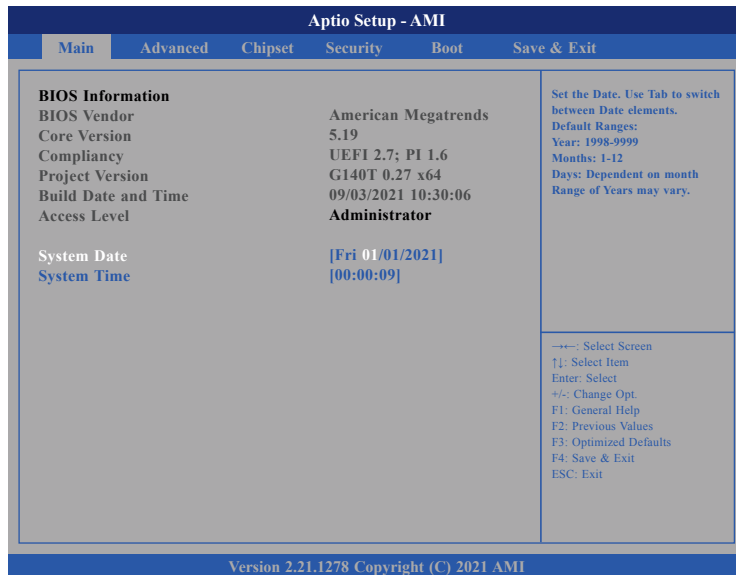 Aptio Setup - AMI
Main Advanced Chipset Security Boot Save & Exit
BIOS Information
BIOS Vendor American Megatrends
Core Version 5.19
Compliancy UEFI 2.7; PI 1.6
Project Version G140T 0.27 x64
Build Date and Time 09/03/2021 10:30:06
Access Level Administrator
System Date [Fri 01/01/2021]
System Time [00:00:09]
Set the Date. Use Tab to switch
between Date elements.
Default Ranges:
Year: 1998-9999
Months: 1-12
Days: Dependent on month
Range of Years may vary.
→←: Select Screen
↑↓: Select Item
Enter: Select
+/-: Change Opt.
F1: General Help
F2: Previous Values
F3: Optimized Defaults
F4: Save & Exit
ESC: Exit
Version 2.21.1278 Copyright (C) 2021 AMI